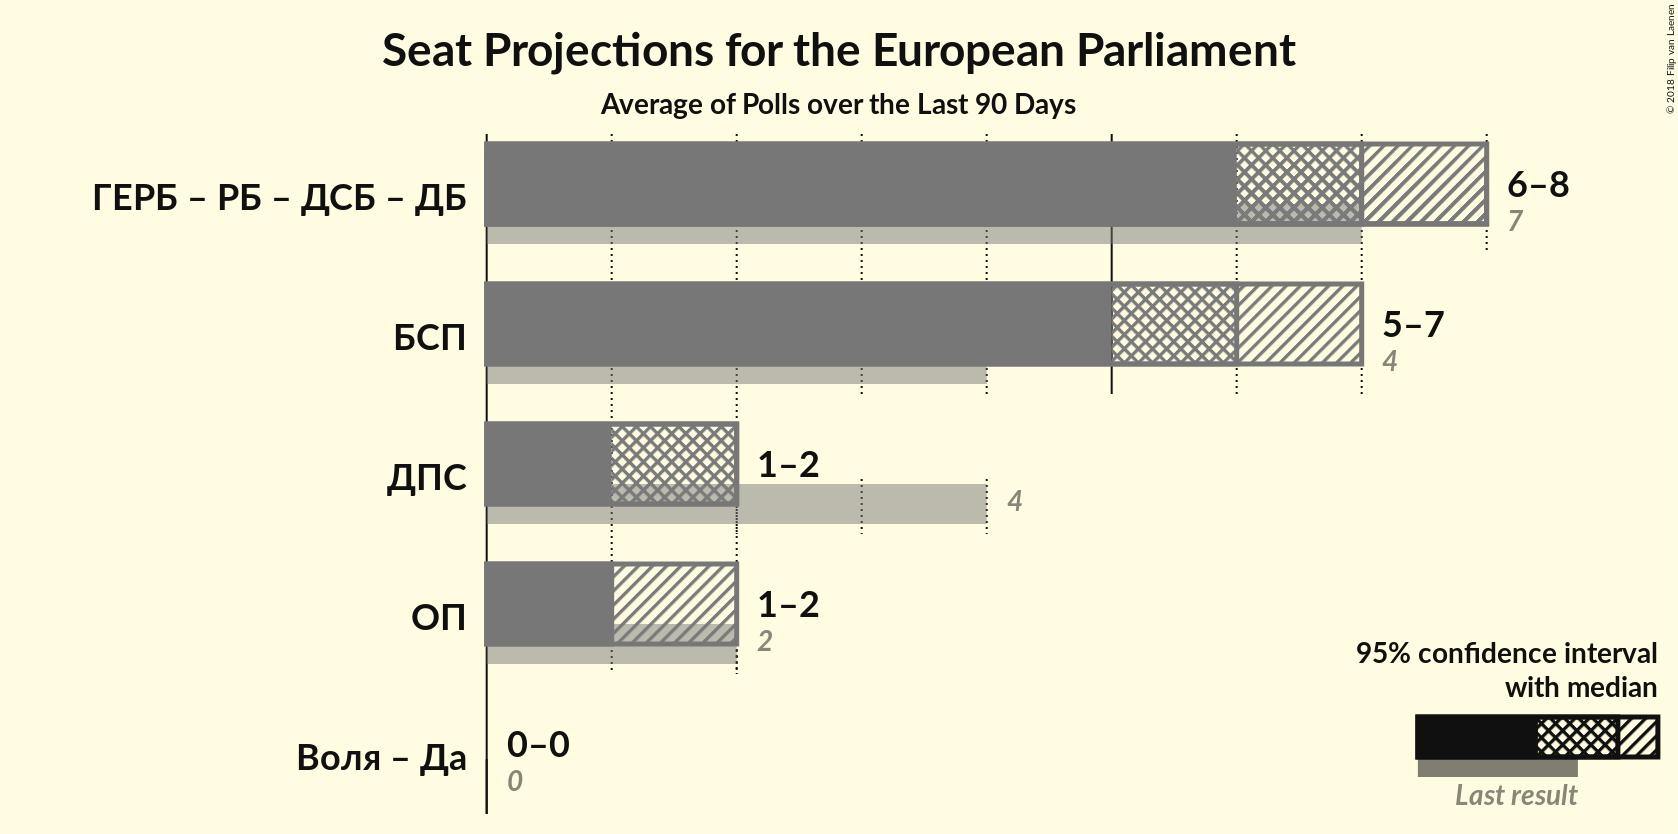 Seat Projections for the European Parliament
Average of Polls over the Last 90 Days
© 2018 Filip van Laenen
ГЕРБ – РБ – ДСБ – ДБ
6–8
7
БСП
5–7
4
ДПС
1–2
4
ОП
1–2
2
Воля – Да
0–0
0
95% confidence interval
with median
Last result